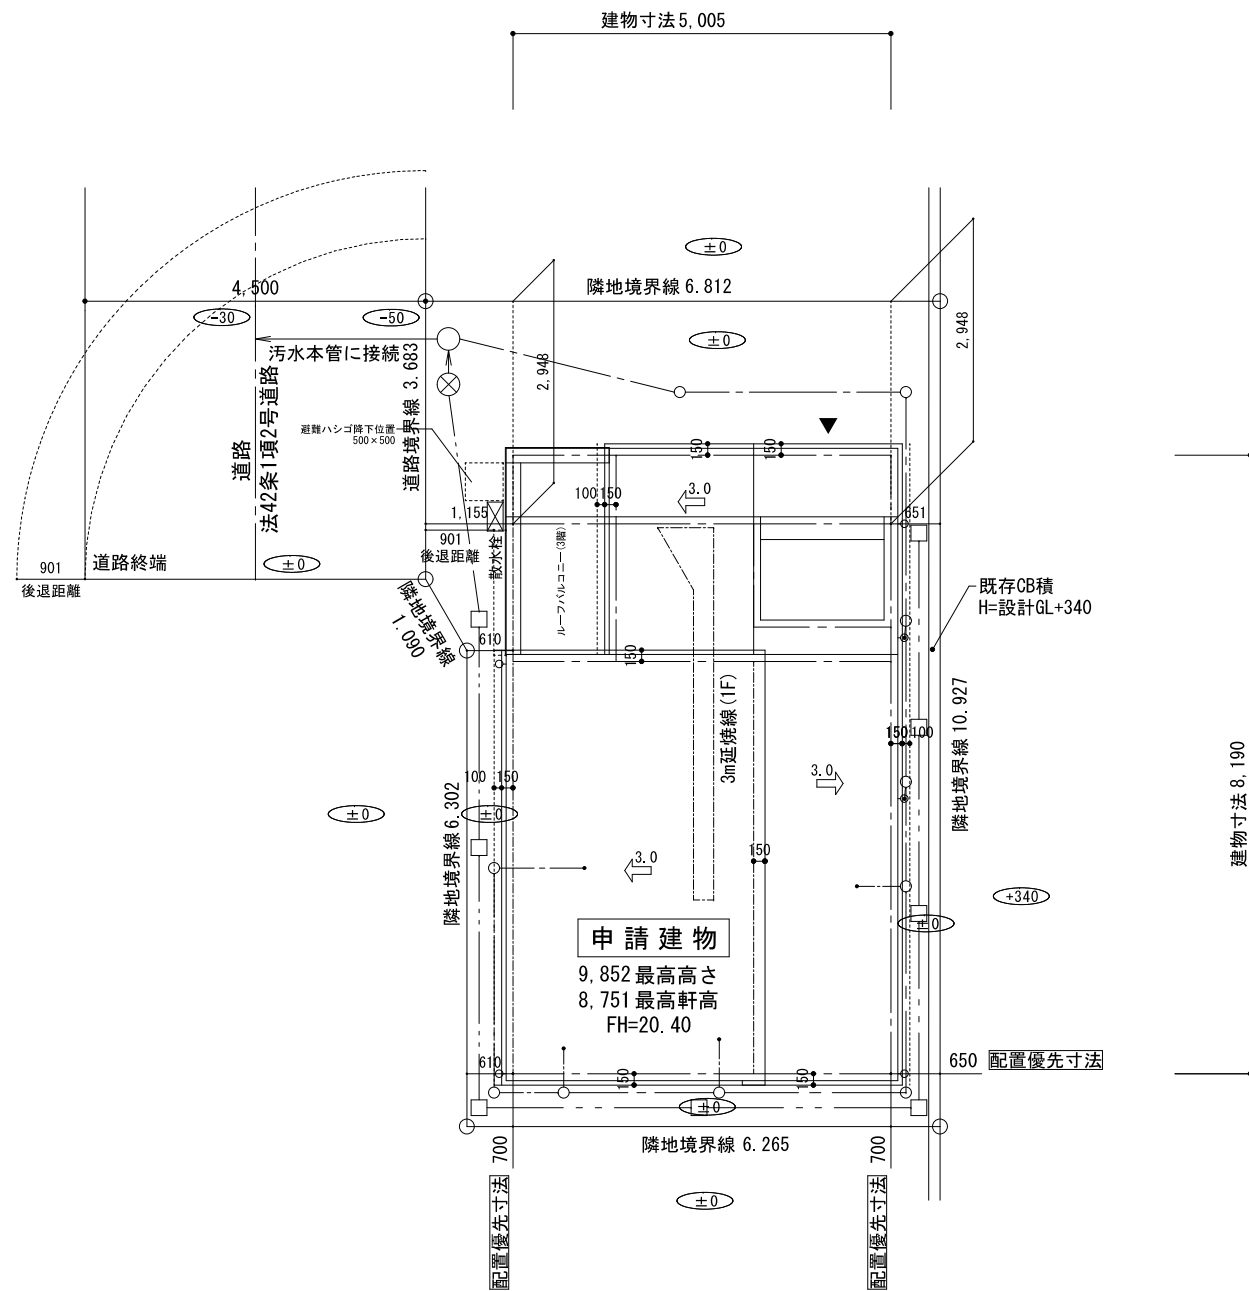 建物寸法5,005
±0
4,500
隣地境界線 6.812
-30
-50
±0
汚水本管に接続
2,948
2,948
道路境界線 3.683
道路
法42条1項2号道路
避難ハシゴ降下位置
500×500
150
150
100
150
3.0
1,155
651
901
後退距離
散水栓
ルーフバルコニー(3階)
道路終端
±0
901
後退距離
隣地境界線
1.090
既存CB積
H=設計GL+340
610
150
3m延焼線(1F)
隣地境界線 10.927
150
100
建物寸法 8,190
100
150
3.0
隣地境界線 6.302
±0
±0
150
3.0
+340
±0
申請建物
9,852 最高高さ
8,751 最高軒高
FH=20.40
610
150
150
650
配置優先寸法
±0
隣地境界線 6.265
700
配置優先寸法
700
配置優先寸法
±0